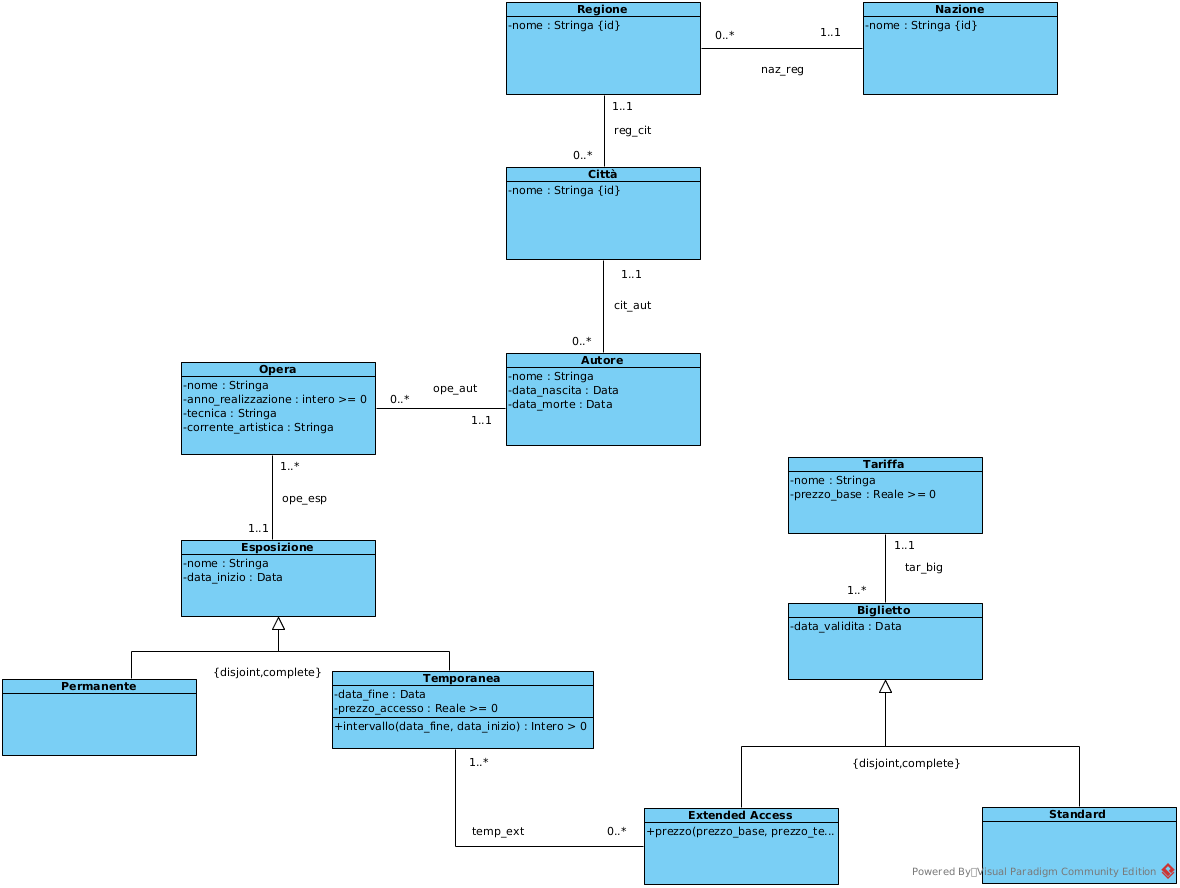 Regione
-nome : Stringa {id}
Nazione
-nome : Stringa {id}
0..*
1..1
naz_reg
1..1
reg_cit
0..*
Città
-nome : Stringa {id}
1..1
cit_aut
0..*
Autore
-nome : Stringa
-data_nascita : Data
-data_morte : Data
Opera
-nome : Stringa
-anno_realizzazione : intero >= 0
-tecnica : Stringa
-corrente_artistica : Stringa
ope_aut
0..*
1..1
1..*
ope_esp
1..1
Esposizione
-nome : Stringa
-data_inizio : Data
{disjoint,complete}
Permanente
Temporanea
-data_fine : Data
-prezzo_accesso : Reale >= 0
+intervallo(data_fine, data_inizio) : Intero > 0
1..*
temp_ext
0..*
Tariffa
-nome : Stringa
-prezzo_base : Reale >= 0
1..1
tar_big
1..*
Biglietto
-data_validita : Data
{disjoint,complete}
Extended Access
+prezzo(prezzo_base, prezzo_te...
Standard
Powered By Visual Paradigm Community Edition